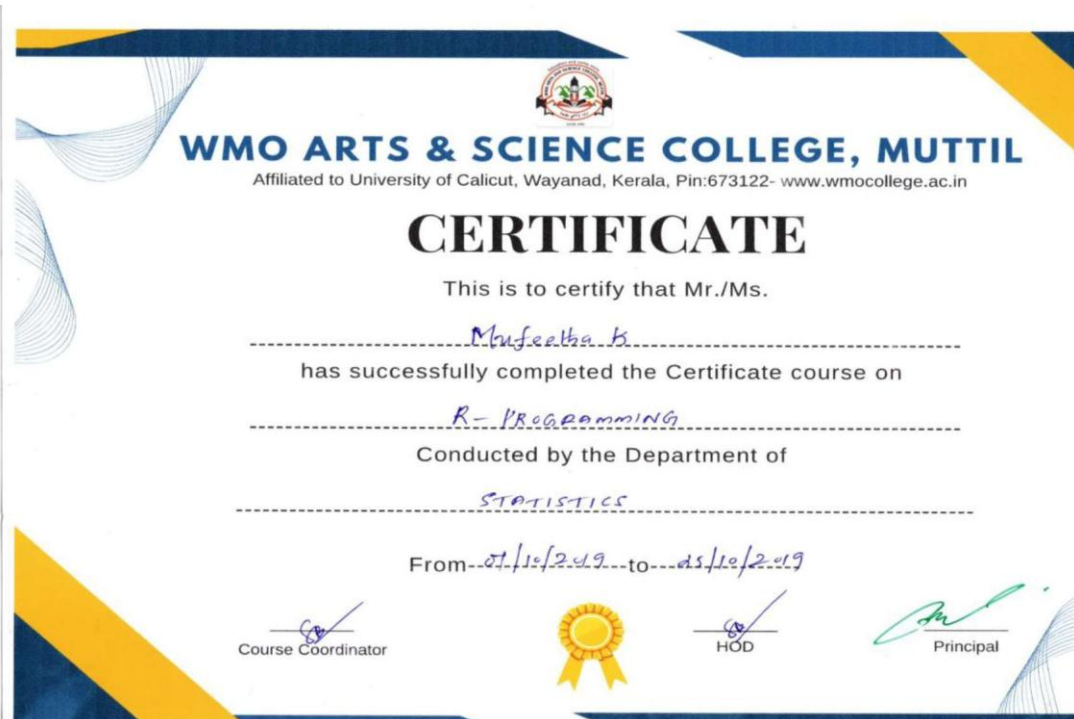 WMO ARTS & SCIENCE COLLEGE, MUTTIL
Affiliated to University of Calicut, Wayanad, Kerala, Pin:673122- www.wmocollege.ac.in
CERTIFICATE
This is to certify that Mr./Ms.
Mufeetha K
has successfully completed the Certificate course on
R- PROGRAMMING
Conducted by the Department of
STATISTICS
From 01/10/2019 to 25/10/2019
Course Coordinator HOD Principal